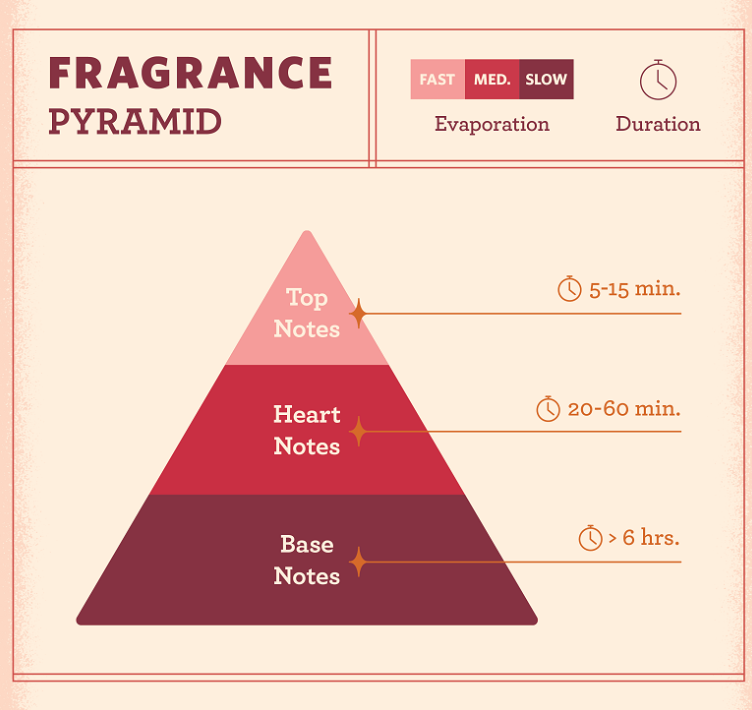 FRAGRANCE
PYRAMID
FAST MED. SLOW
Evaporation
Duration
Top
Notes
5-15 min.
Heart
Notes
20-60 min.
Base
Notes
> 6 hrs.